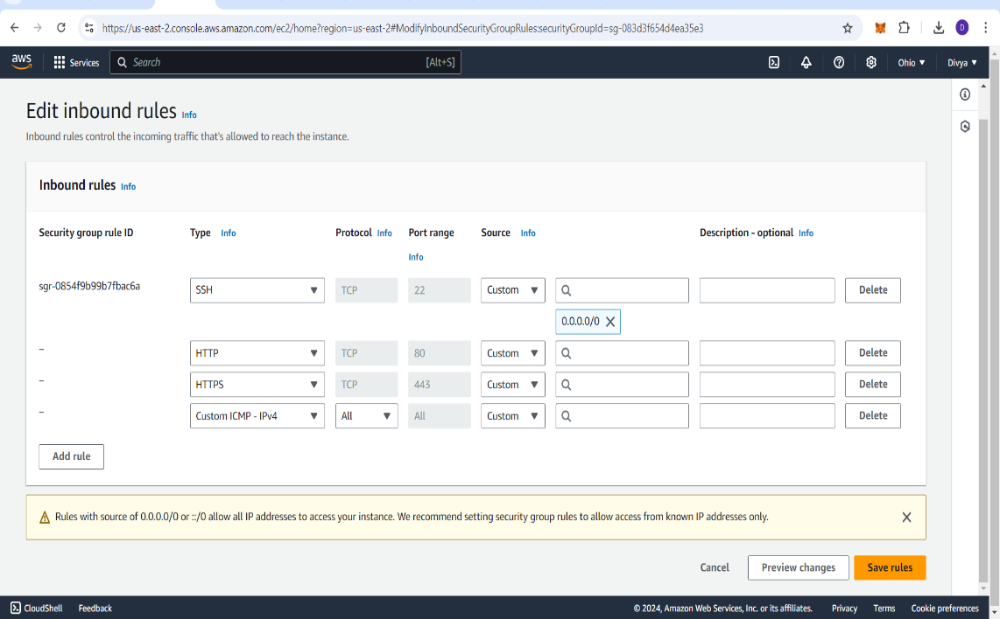 https://us-east-2.console.aws.amazon.com/ec2/home?region=us-east-2#ModifyInboundSecurityGroupRules:securityGroupId=sg-083d3f654d4ea35e3
D
aws Services Search [Alt+S] Ohio Divya
Edit inbound rules Info
Inbound rules control the incoming traffic that's allowed to reach the instance.
Inbound rules Info
Security group rule ID Type Info Protocol Info Port range Source Info Description - optional Info
Info
sgr-0854f9b99b7fbac6a SSH TCP 22 Custom Delete
0.0.0.0/0
– HTTP TCP 80 Custom Delete
– HTTPS TCP 443 Custom Delete
– Custom ICMP - IPv4 All All Custom Delete
Add rule
Rules with source of 0.0.0.0/0 or ::/0 allow all IP addresses to access your instance. We recommend setting security group rules to allow access from known IP addresses only.
Cancel Preview changes Save rules
CloudShell Feedback © 2024, Amazon Web Services, Inc. or its affiliates. Privacy Terms Cookie preferences